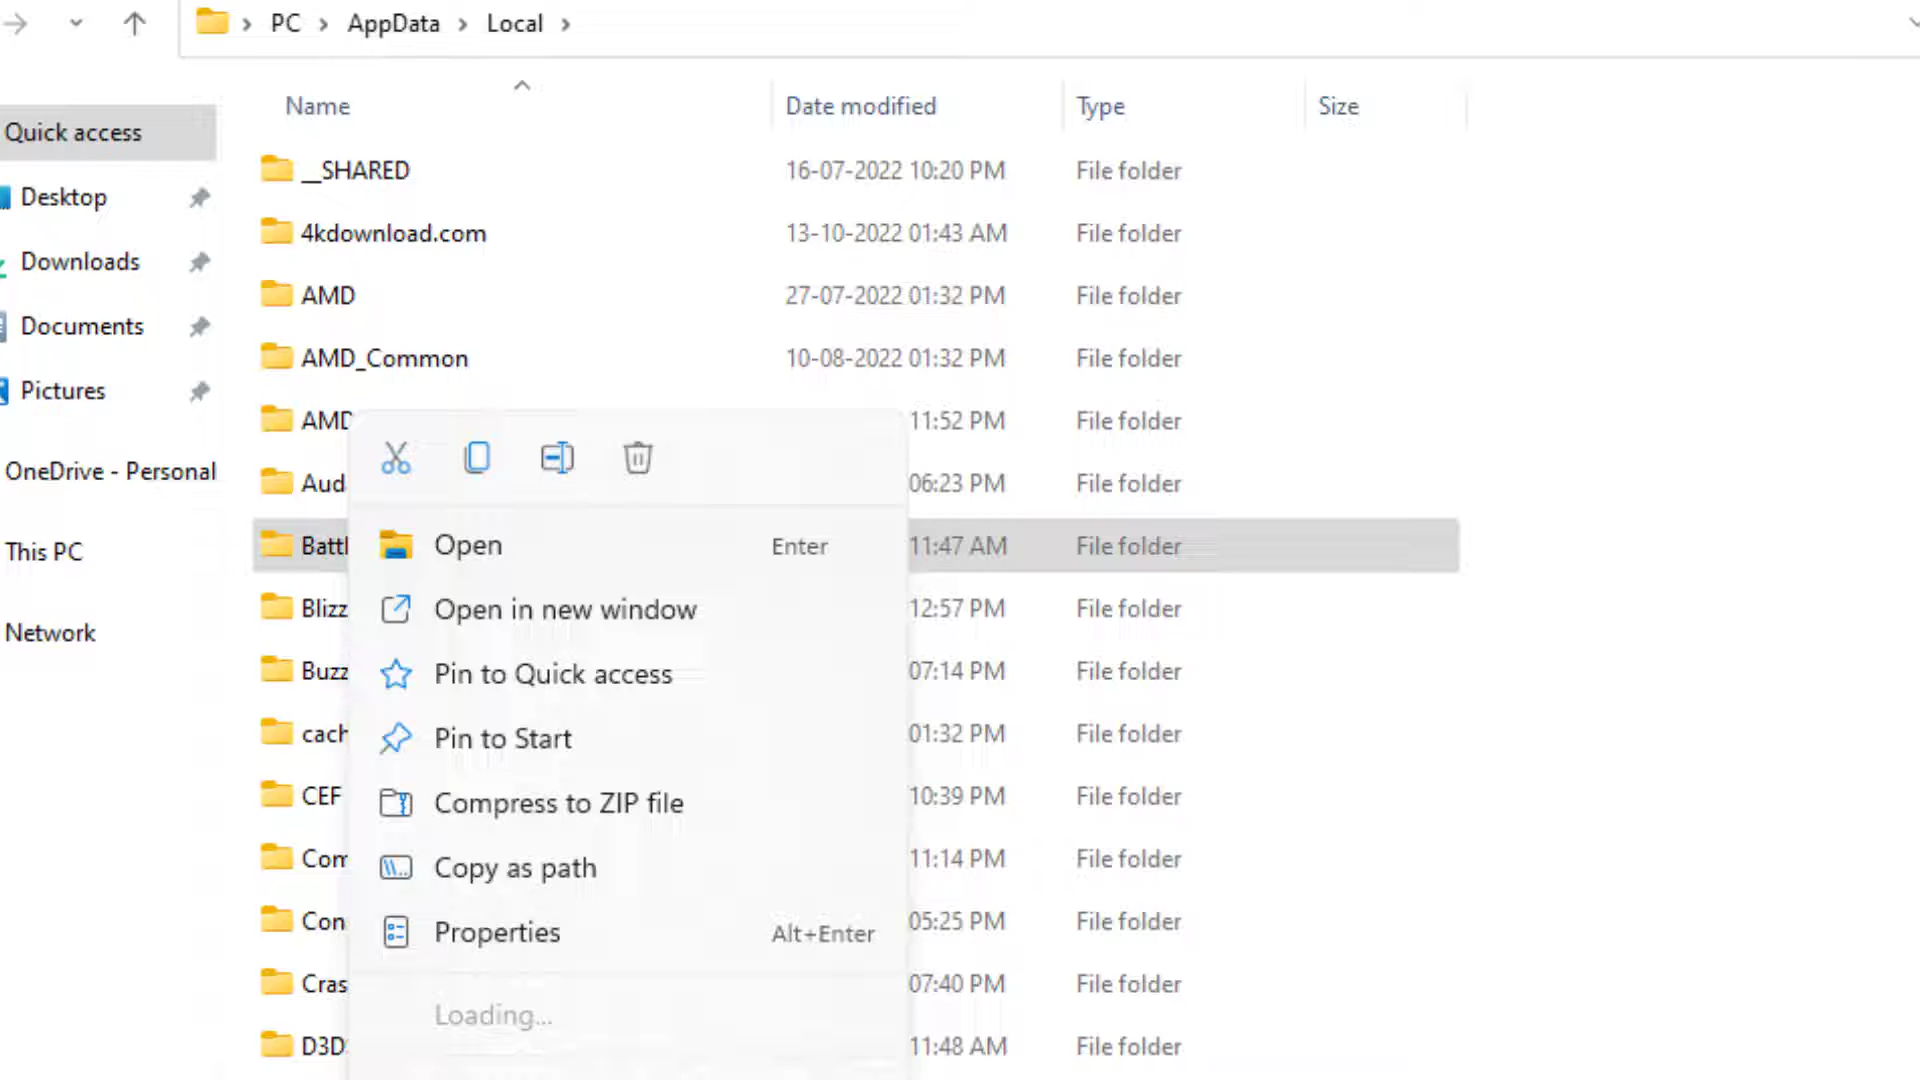 PC > AppData > Local >
Name Date modified Type Size
Quick access
Desktop
Downloads
Documents
Pictures
OneDrive - Personal
This PC
Network
__SHARED 16-07-2022 10:20 PM File folder
4kdownload.com 13-10-2022 01:43 AM File folder
AMD 27-07-2022 01:32 PM File folder
AMD_Common 10-08-2022 01:32 PM File folder
AMD 11:52 PM File folder
Aud 06:23 PM File folder
Battl 11:47 AM File folder
Blizz 12:57 PM File folder
Buzz 07:14 PM File folder
cach 01:32 PM File folder
CEF 10:39 PM File folder
Com 11:14 PM File folder
Con 05:25 PM File folder
Cras 07:40 PM File folder
D3D 11:48 AM File folder
Open Enter
Open in new window
Pin to Quick access
Pin to Start
Compress to ZIP file
Copy as path
Properties Alt+Enter
Loading...